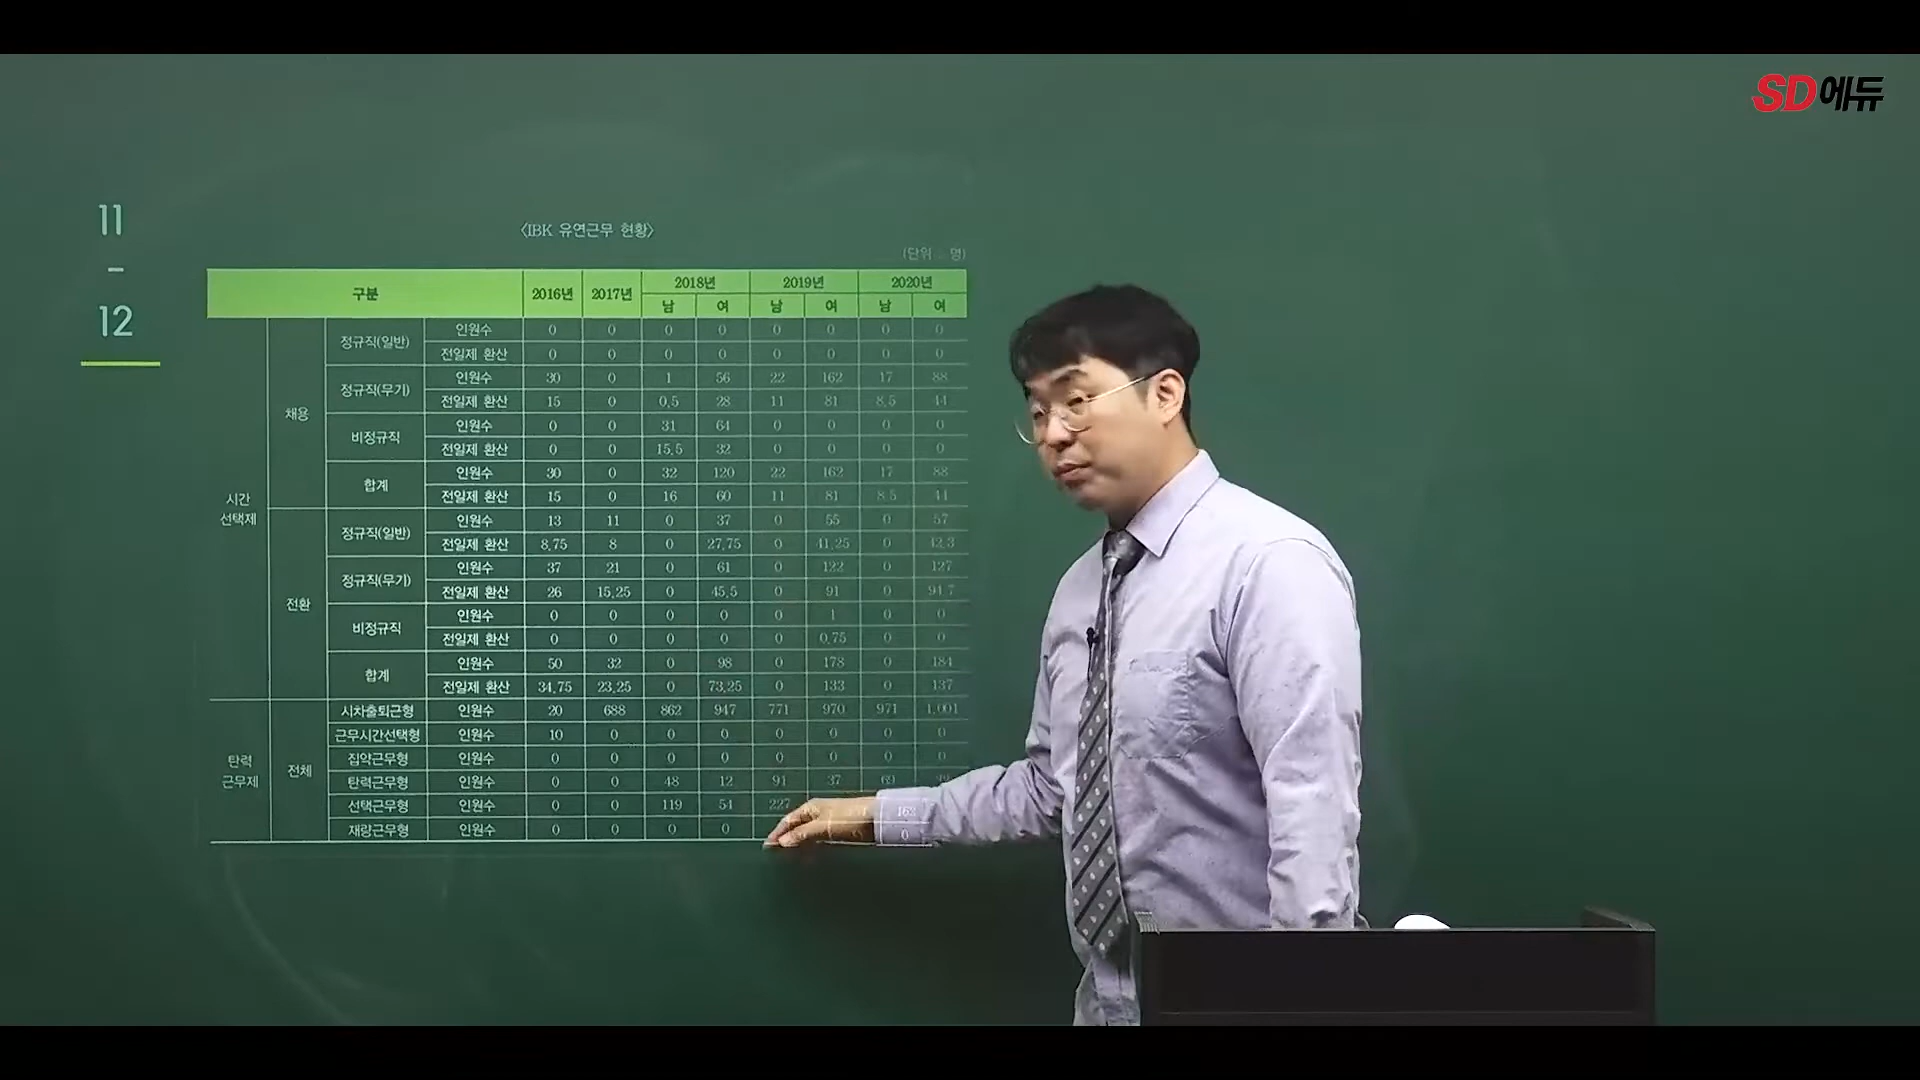 SD에듀
11
-
12
〈IBK 유연근무 현황〉
(단위 : 명)
구분 2016년 2017년 2018년 2019년 2020년
남 여 남 여 남 여
시간 선택제 채용 정규직(일반) 인원수 0 0 0 0 0 0 0 0
전일제 환산 0 0 0 0 0 0 0 0
정규직(무기) 인원수 30 0 1 56 22 162 17 88
전일제 환산 15 0 0.5 28 11 81 8.5 44
비정규직 인원수 0 0 31 64 0 0 0 0
전일제 환산 0 0 15.5 32 0 0 0 0
합계 인원수 30 0 32 120 22 162 17 88
전일제 환산 15 0 16 60 11 81 8.5 44
전환 정규직(일반) 인원수 13 11 0 37 0 55 0 57
전일제 환산 8.75 8 0 27.75 0 41.25 0 42.3
정규직(무기) 인원수 37 21 0 61 0 122 0 127
전일제 환산 26 15.25 0 45.5 0 91 0 94.7
비정규직 인원수 0 0 0 0 0 1 0 0
전일제 환산 0 0 0 0 0 0.75 0 0
합계 인원수 50 32 0 98 0 178 0 184
전일제 환산 34.75 23.25 0 73.25 0 133 0 137
탄력 근무제 전체 시차출퇴근형 인원수 20 688 862 947 771 970 971 1,001
근무시간선택형 인원수 10 0 0 0 0 0 0 0
집약근무형 인원수 0 0 0 0 0 0 0 0
탄력근무형 인원수 0 0 48 12 91 37 69
선택근무형 인원수 0 0 119 54 227 162
재량근무형 인원수 0 0 0 0 0 0